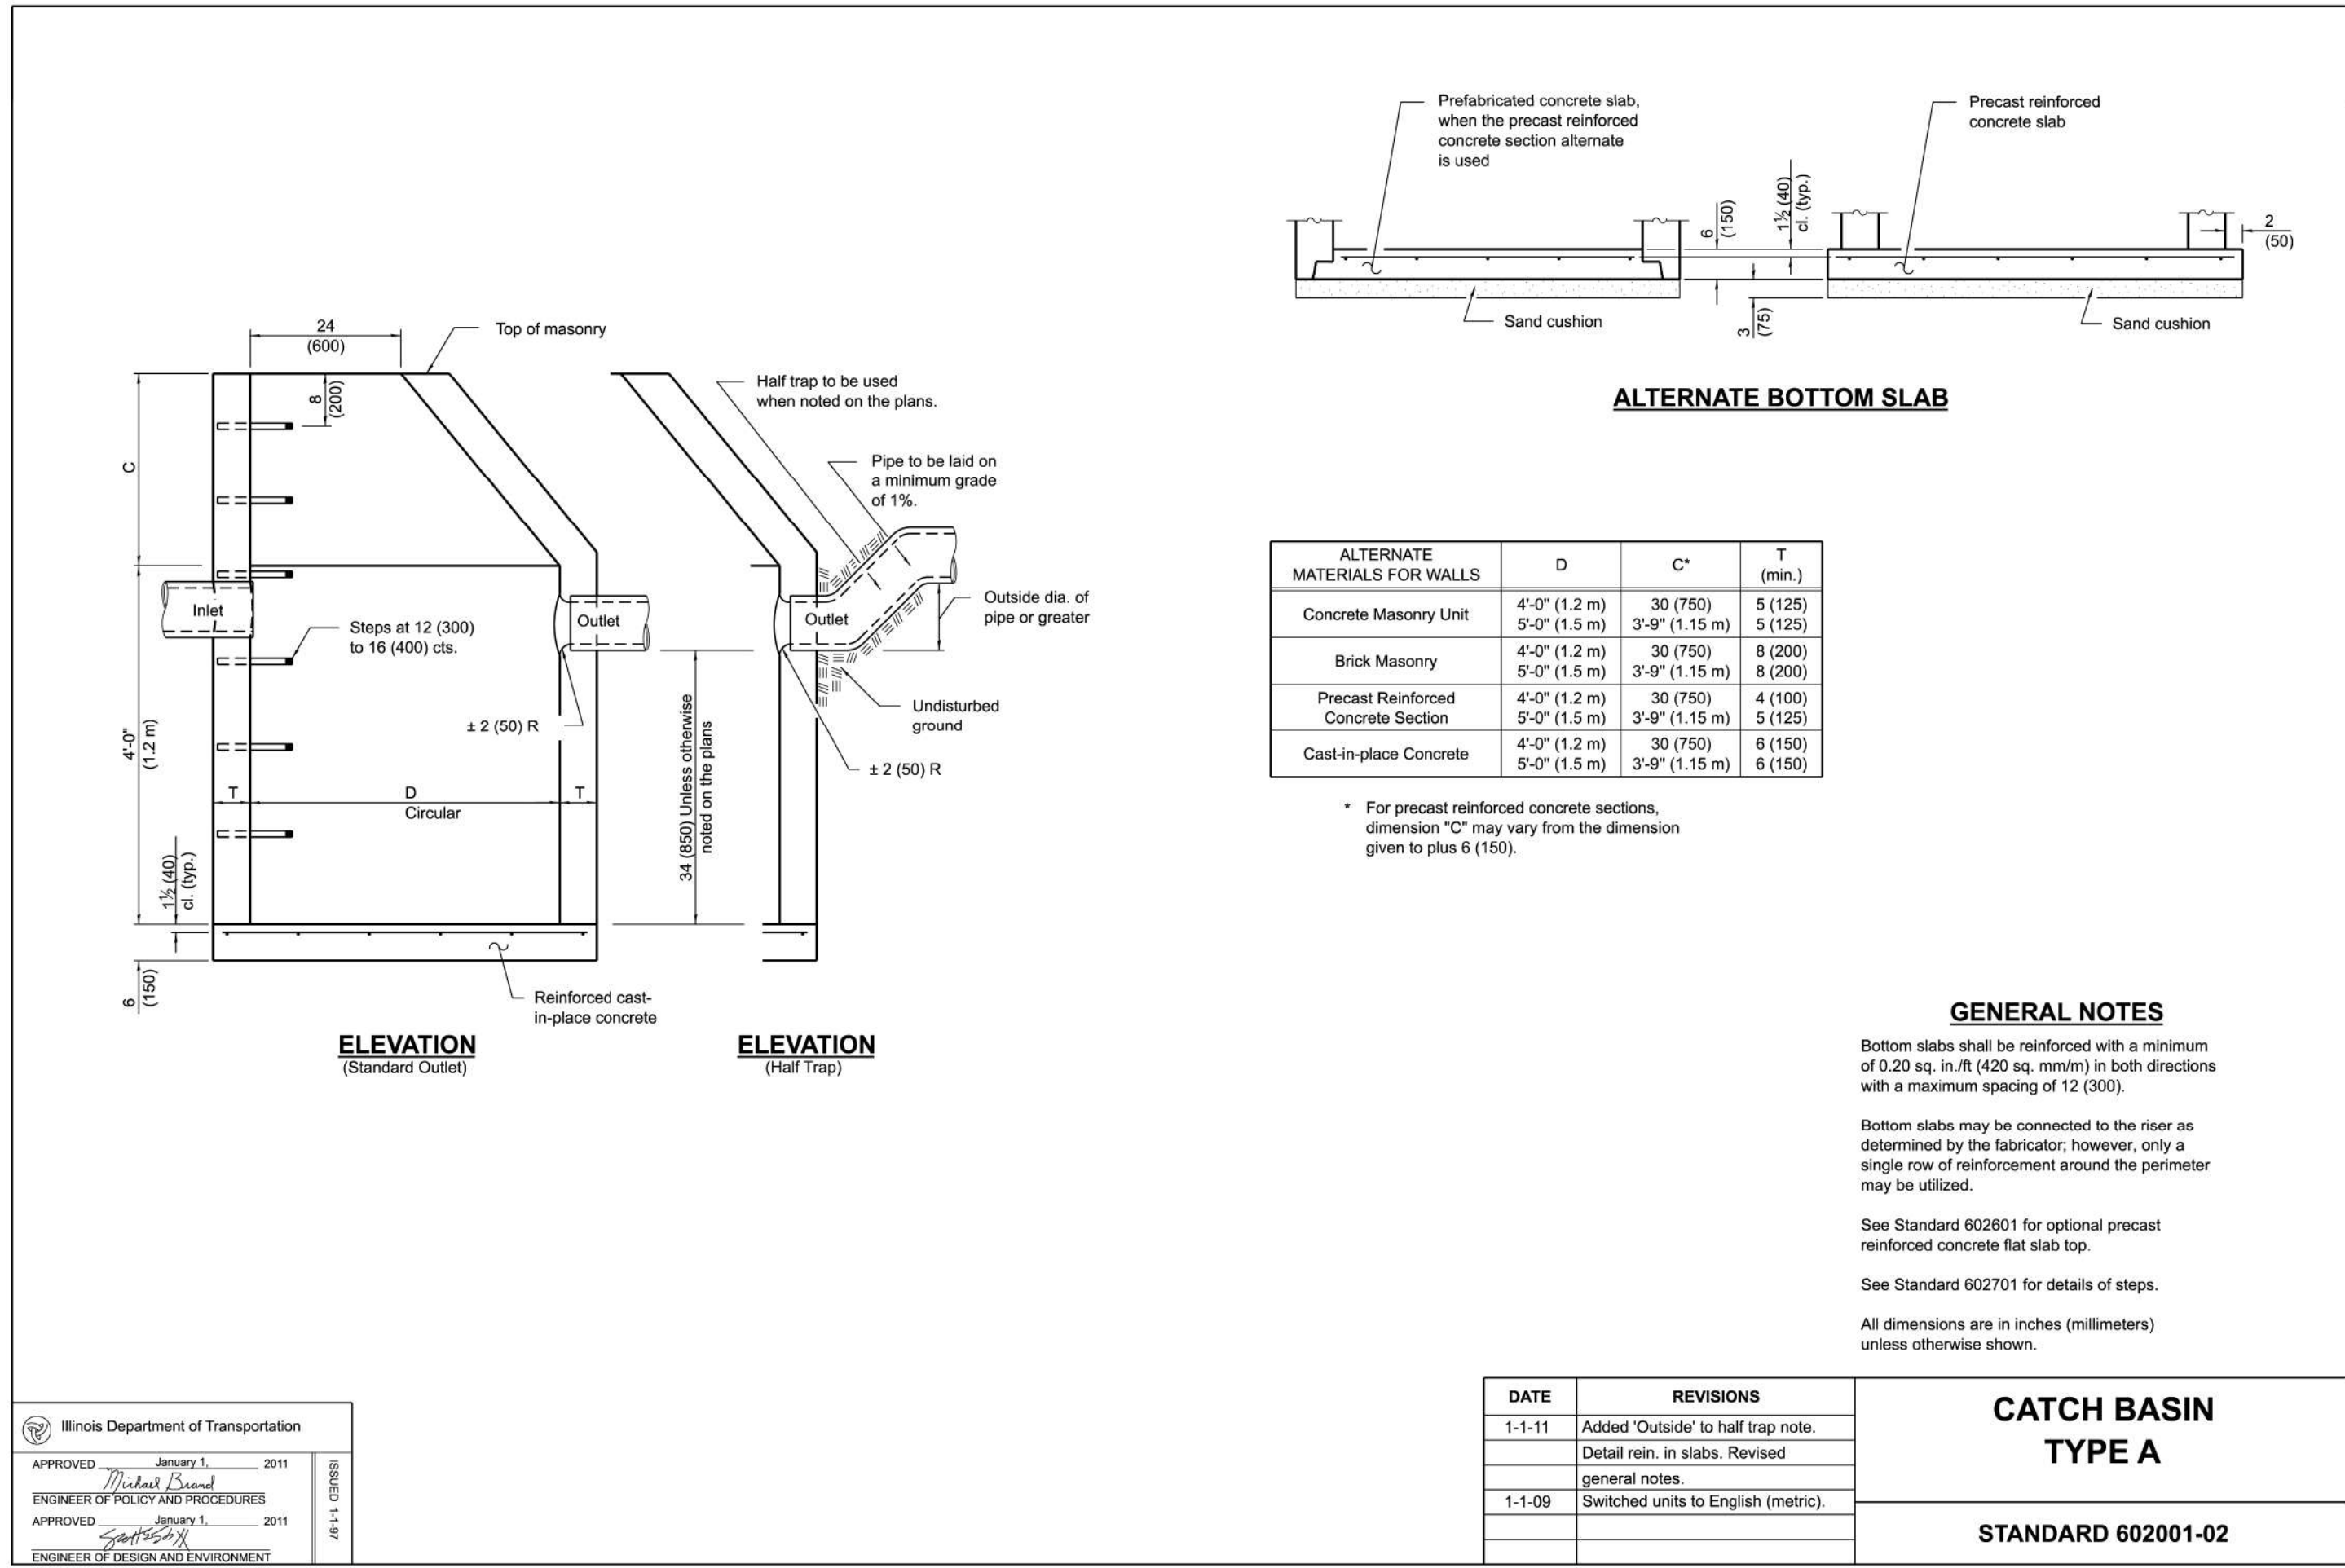 Prefabricated concrete slab,
when the precast reinforced
concrete section alternate
is used
Precast reinforced
concrete slab
6
(150)
1½ (40)
cl. (typ.)
2
(50)
3
(75)
Sand cushion
Sand cushion
ALTERNATE BOTTOM SLAB
24
(600)
Top of masonry
8
(200)
C
Inlet
Steps at 12 (300)
to 16 (400) cts.
Outlet
± 2 (50) R
4'-0"
(1.2 m)
T
D
Circular
T
1½ (40)
cl. (typ.)
6
(150)
Reinforced cast-
in-place concrete
ELEVATION
(Standard Outlet)
Half trap to be used
when noted on the plans.
Pipe to be laid on
a minimum grade
of 1%.
Outlet
Outside dia. of
pipe or greater
Undisturbed
ground
± 2 (50) R
34 (850) Unless otherwise
noted on the plans
ELEVATION
(Half Trap)
ALTERNATE
MATERIALS FOR WALLS D C* T
(min.)
Concrete Masonry Unit 4'-0" (1.2 m) 30 (750) 5 (125)
5'-0" (1.5 m) 3'-9" (1.15 m) 5 (125)
Brick Masonry 4'-0" (1.2 m) 30 (750) 8 (200)
5'-0" (1.5 m) 3'-9" (1.15 m) 8 (200)
Precast Reinforced 4'-0" (1.2 m) 30 (750) 4 (100)
Concrete Section 5'-0" (1.5 m) 3'-9" (1.15 m) 5 (125)
Cast-in-place Concrete 4'-0" (1.2 m) 30 (750) 6 (150)
5'-0" (1.5 m) 3'-9" (1.15 m) 6 (150)
* For precast reinforced concrete sections,
dimension "C" may vary from the dimension
given to plus 6 (150).
GENERAL NOTES
Bottom slabs shall be reinforced with a minimum
of 0.20 sq. in./ft (420 sq. mm/m) in both directions
with a maximum spacing of 12 (300).
Bottom slabs may be connected to the riser as
determined by the fabricator; however, only a
single row of reinforcement around the perimeter
may be utilized.
See Standard 602601 for optional precast
reinforced concrete flat slab top.
See Standard 602701 for details of steps.
All dimensions are in inches (millimeters)
unless otherwise shown.
Illinois Department of Transportation
APPROVED January 1, 2011
Michael Brand
ENGINEER OF POLICY AND PROCEDURES
APPROVED January 1, 2011
ENGINEER OF DESIGN AND ENVIRONMENT
ISSUED 1-1-97
DATE REVISIONS
1-1-11 Added 'Outside' to half trap note.
Detail rein. in slabs. Revised
general notes.
1-1-09 Switched units to English (metric).
CATCH BASIN
TYPE A
STANDARD 602001-02